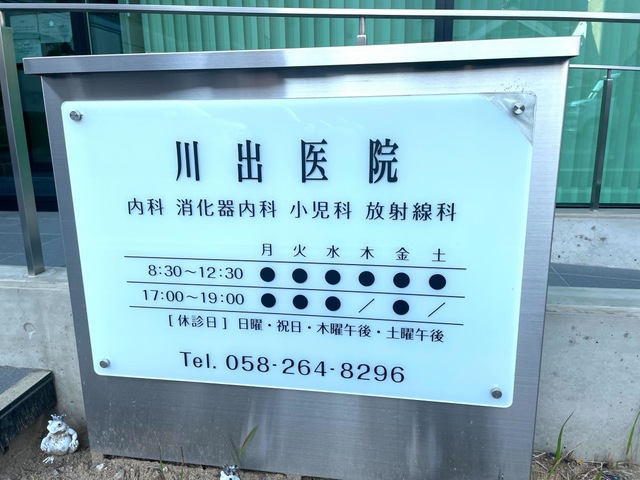 川出医院
内科 消化器内科 小児科 放射線科
月 火 水 木 金 土
8:30～12:30 ● ● ● ● ● ●
17:00～19:00 ● ● ● ／ ● ／
[休診日] 日曜・祝日・木曜午後・土曜午後
Tel. 058-264-8296